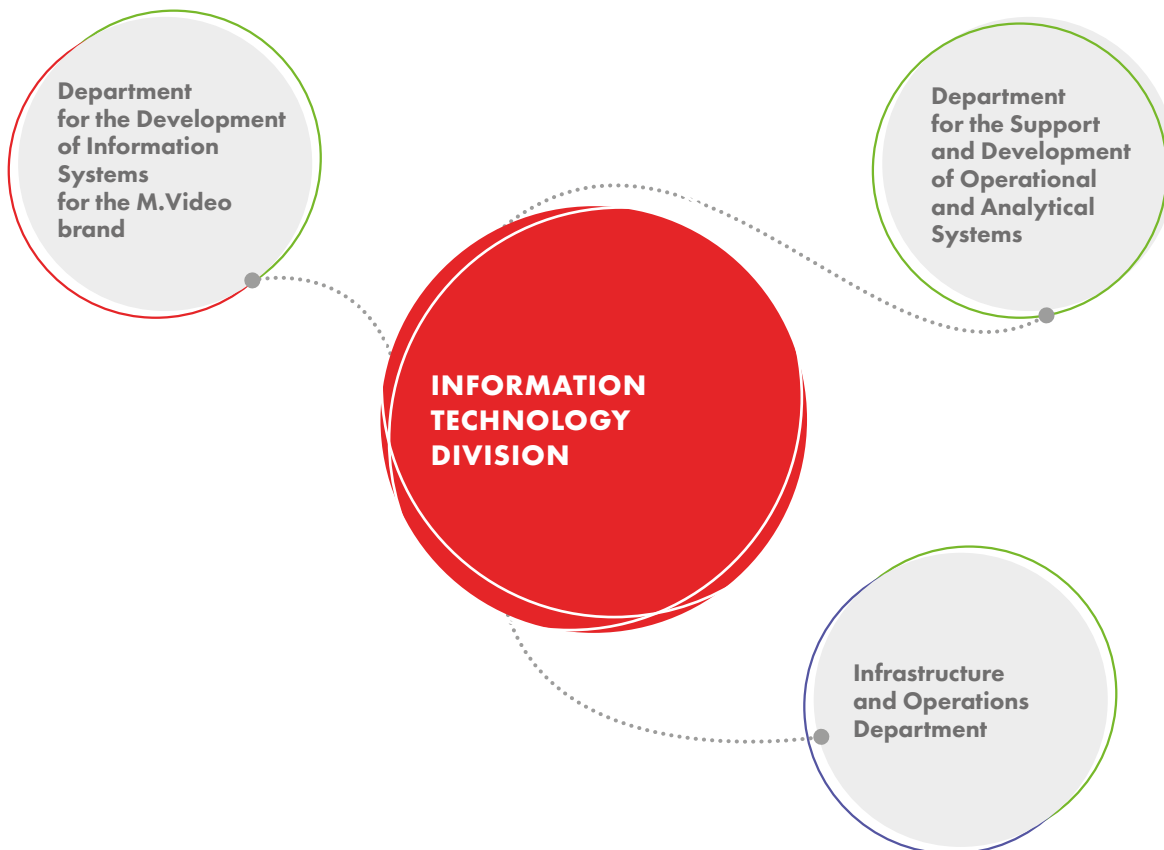 Department
for the Development
of Information
Systems
for the M.Video
brand
Department
for the Support
and Development
of Operational
and Analytical
Systems
INFORMATION
TECHNOLOGY
DIVISION
Infrastructure
and Operations
Department